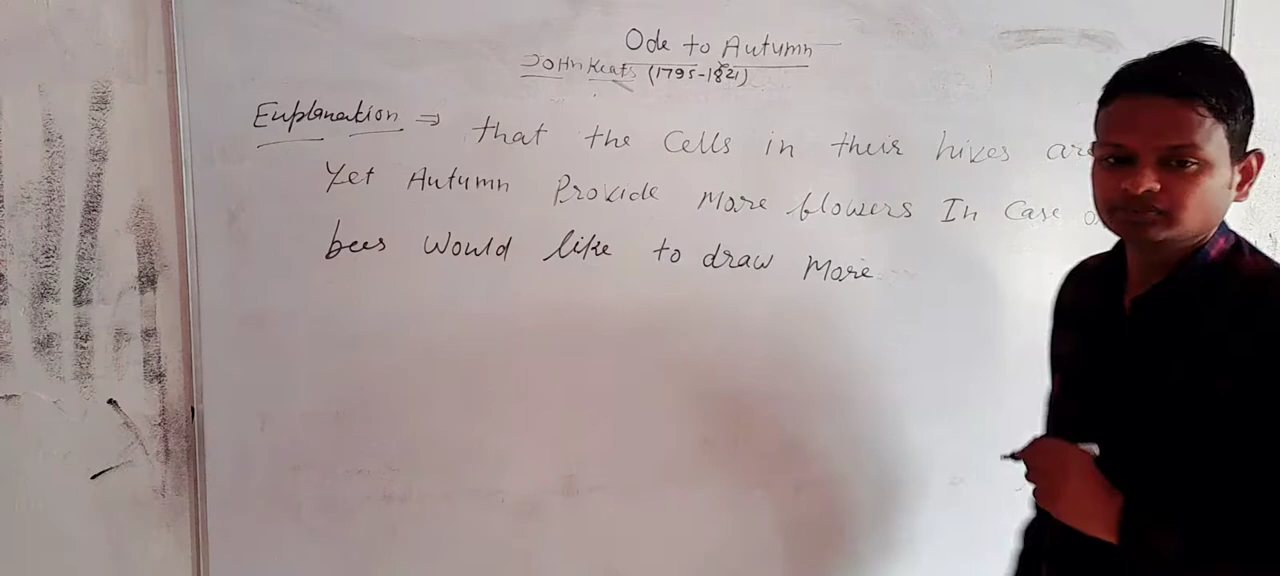 Ode to Autumn
JOHn Keats (1795-1821)
Explanation ⇒ that the Cells in their hives are
Yet Autumn Provide More flowers In Case
bees Would like to draw More